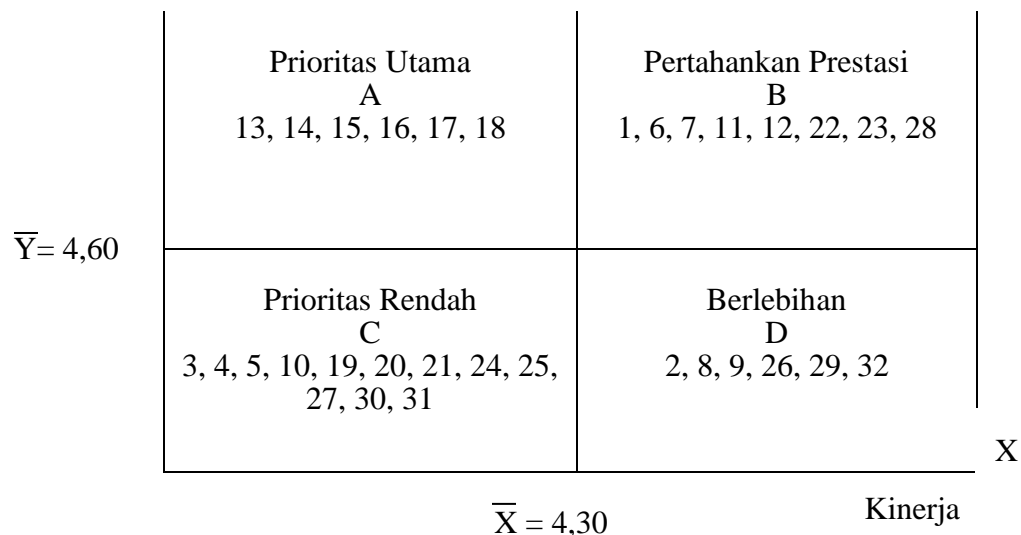 Prioritas Utama
A
13, 14, 15, 16, 17, 18
Pertahankan Prestasi
B
1, 6, 7, 11, 12, 22, 23, 28
Y̅= 4,60
Prioritas Rendah
C
3, 4, 5, 10, 19, 20, 21, 24, 25,
27, 30, 31
Berlebihan
D
2, 8, 9, 26, 29, 32
X
X̅ = 4,30
Kinerja